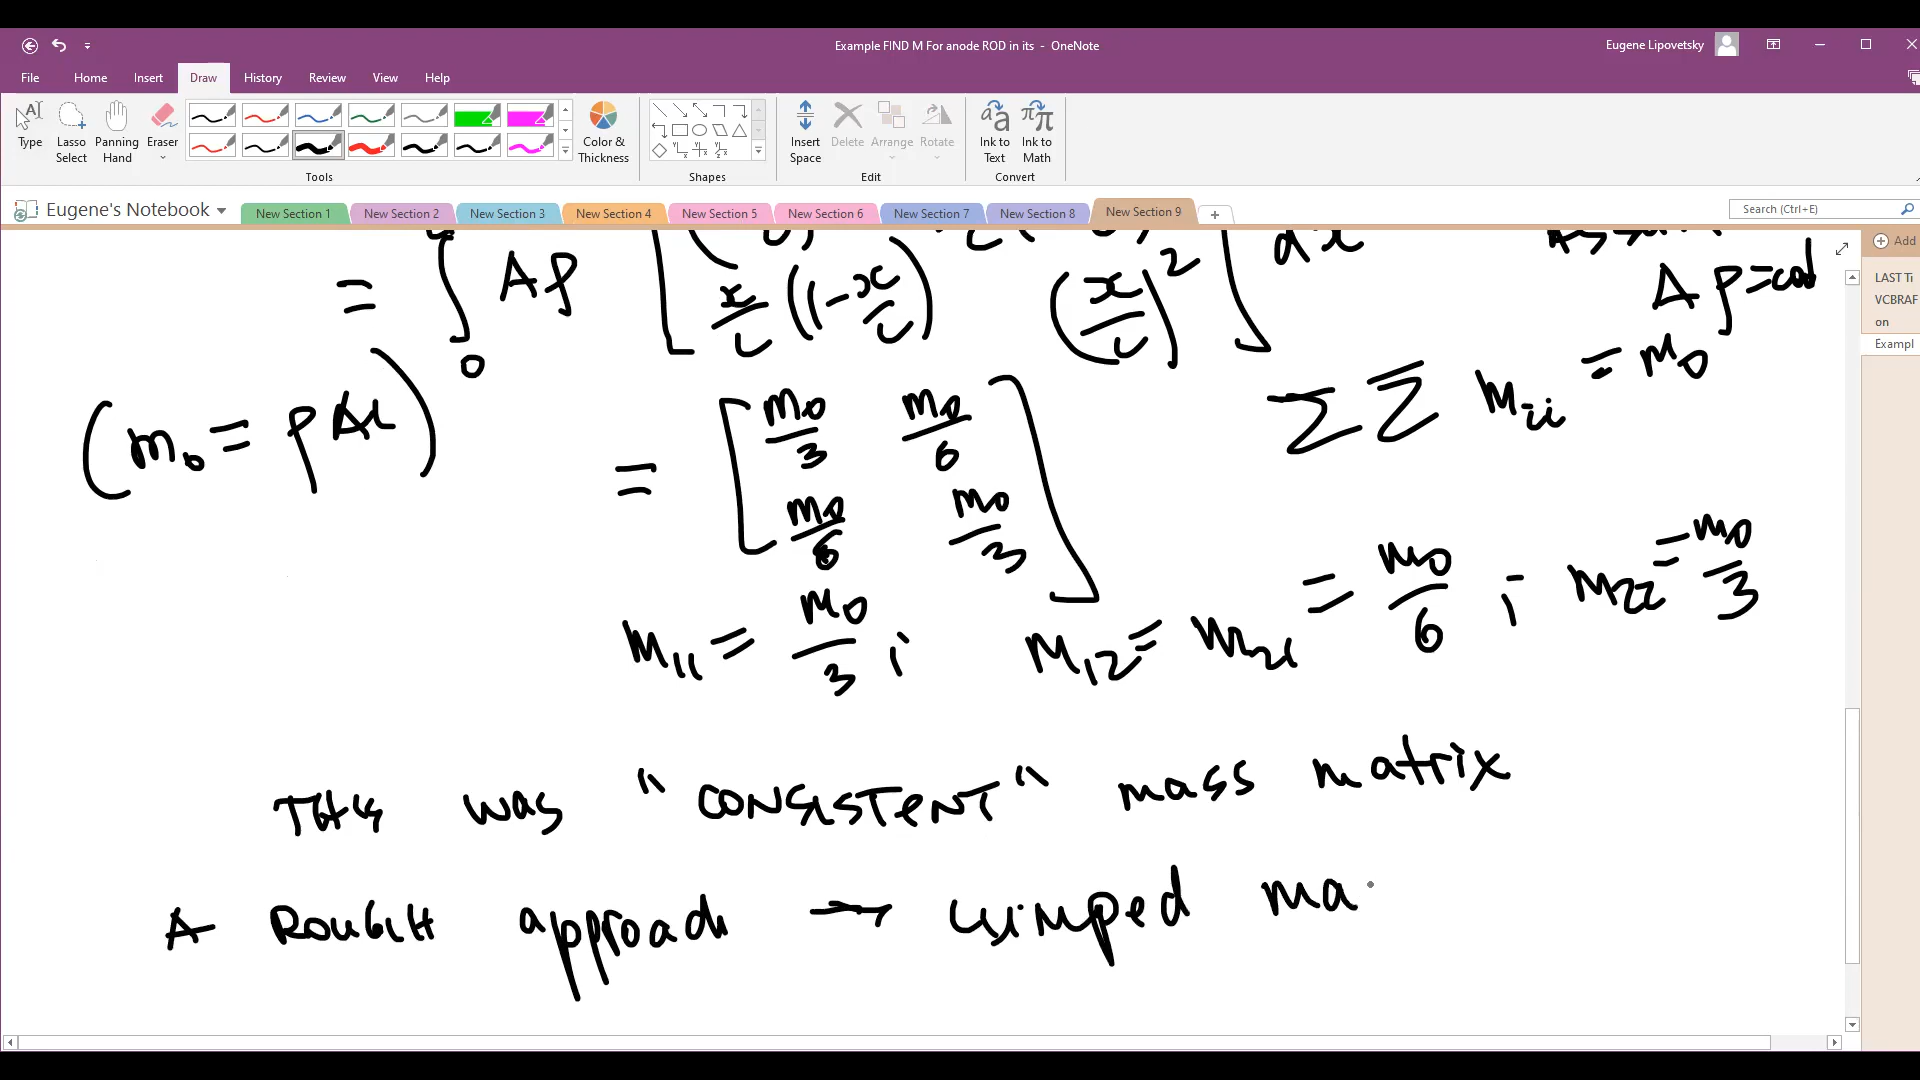 Example FIND M For anode ROD in its - OneNote
Eugene Lipovetsky
File Home Insert Draw History Review View Help
Type
Lasso Select
Panning Hand
Eraser
Color & Thickness
Insert Space
Delete
Arrange
Rotate
Ink to Text
Ink to Math
Tools Shapes Edit Convert
Eugene's Notebook
New Section 1 New Section 2 New Section 3 New Section 4 New Section 5 New Section 6 New Section 7 New Section 8 New Section 9 +
Search (Ctrl+E)
Add
LAST Ti
VCBRAF
on
Exampl
= ∫ 0 Aρ [ x/L (1-x/L) (x/L)² ] dx
Aρ =
(m0 = ρAL)
= [ m0/3 m0/6
m0/6 m0/3 ]
ΣΣ = m0
m11 = m0/3 ; m12 = m21 = m0/6 ; m22 = m0/3
THIS was "CONSISTENT" mass matrix
A ROUGH approach → lumped ma